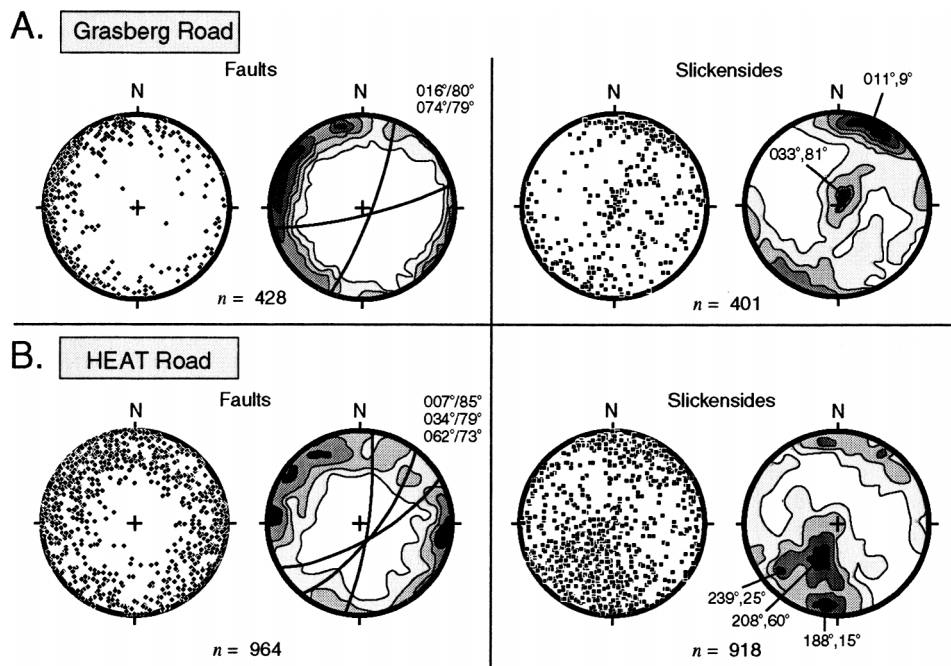 A.
Grasberg Road
Faults
N
N
016°/80°
074°/79°
n = 428
Slickensides
N
N
011°,9°
033°,81°
n = 401
B.
HEAT Road
Faults
N
N
007°/85°
034°/79°
062°/73°
n = 964
Slickensides
N
N
239°,25°
208°,60°
188°,15°
n = 918